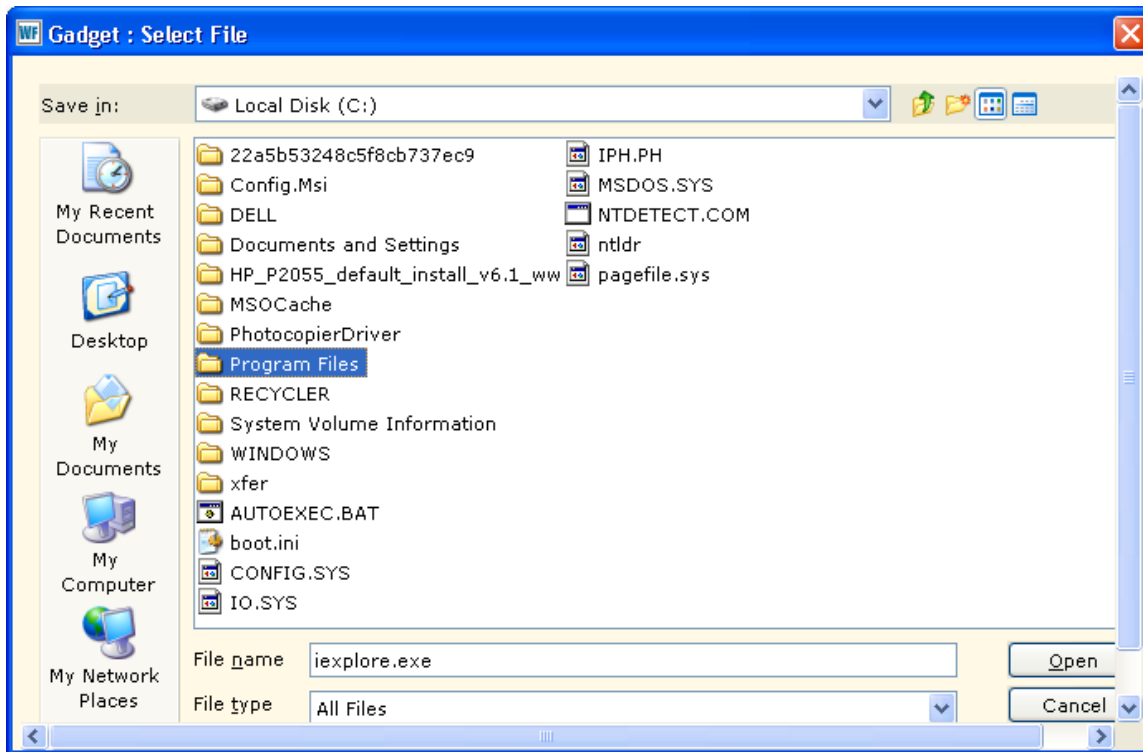 WF Gadget : Select File
Save in:
Local Disk (C:)
My Recent
Documents
Desktop
My
Documents
My
Computer
My Network
Places
22a5b53248c5f8cb737ec9
Config.Msi
DELL
Documents and Settings
HP_P2055_default_install_v6.1_ww
MSOCache
PhotocopierDriver
Program Files
RECYCLER
System Volume Information
WINDOWS
xfer
AUTOEXEC.BAT
boot.ini
CONFIG.SYS
IO.SYS
IPH.PH
MSDOS.SYS
NTDETECT.COM
ntldr
pagefile.sys
File name
iexplore.exe
Open
File type
All Files
Cancel